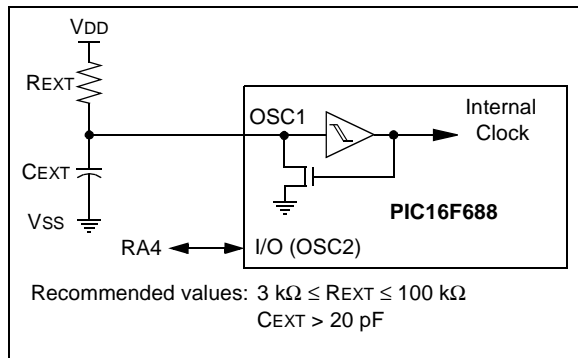 VDD
REXT
OSC1
Internal
Clock
CEXT
PIC16F688
VSS
RA4
I/O (OSC2)
Recommended values: 3 kΩ ≤ REXT ≤ 100 kΩ
CEXT > 20 pF